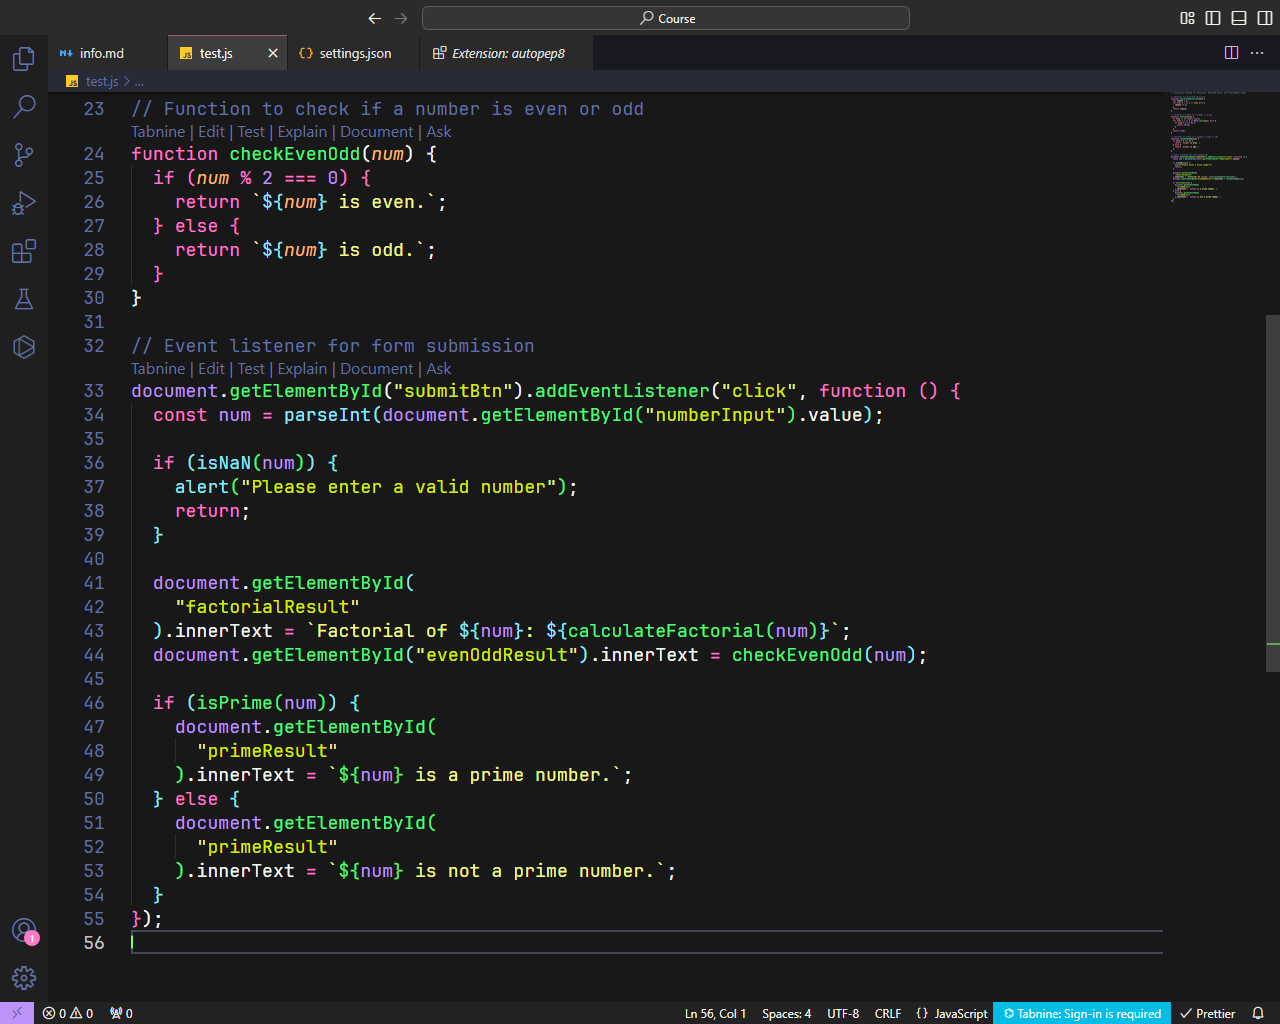 Course
info.md
test.js
settings.json
Extension: autopep8
test.js > ...
23 // Function to check if a number is even or odd
Tabnine | Edit | Test | Explain | Document | Ask
24 function checkEvenOdd(num) {
25   if (num % 2 === 0) {
26     return `${num} is even.`;
27   } else {
28     return `${num} is odd.`;
29   }
30 }
31
32 // Event listener for form submission
Tabnine | Edit | Test | Explain | Document | Ask
33 document.getElementById("submitBtn").addEventListener("click", function () {
34   const num = parseInt(document.getElementById("numberInput").value);
35
36   if (isNaN(num)) {
37     alert("Please enter a valid number");
38     return;
39   }
40
41   document.getElementById(
42     "factorialResult"
43   ).innerText = `Factorial of ${num}: ${calculateFactorial(num)}`;
44   document.getElementById("evenOddResult").innerText = checkEvenOdd(num);
45
46   if (isPrime(num)) {
47     document.getElementById(
48       "primeResult"
49     ).innerText = `${num} is a prime number.`;
50   } else {
51     document.getElementById(
52       "primeResult"
53     ).innerText = `${num} is not a prime number.`;
54   }
55 });
56
1
0 0 0 Ln 56, Col 1 Spaces: 4 UTF-8 CRLF {} JavaScript Tabnine: Sign-in is required Prettier